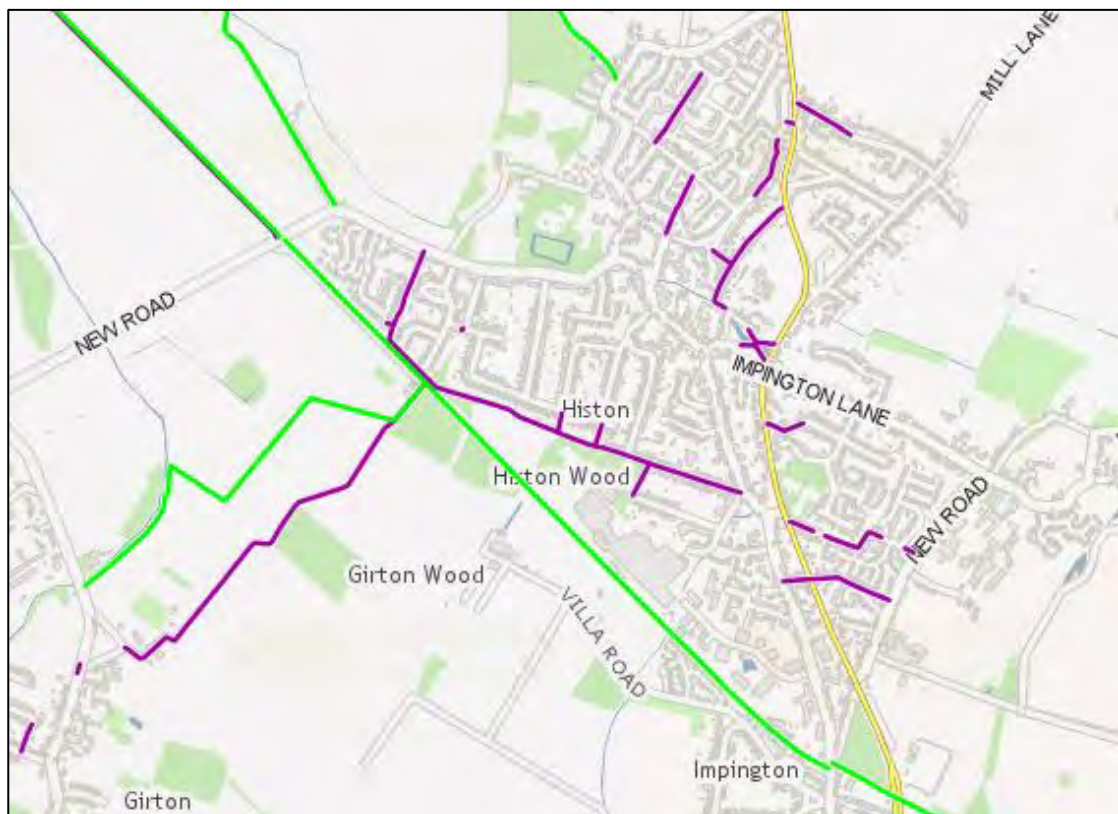 MILL LANE
NEW ROAD
IMPINGTON LANE
Histon
Histon Wood
NEW ROAD
Girton Wood
VILLA ROAD
Impington
Girton